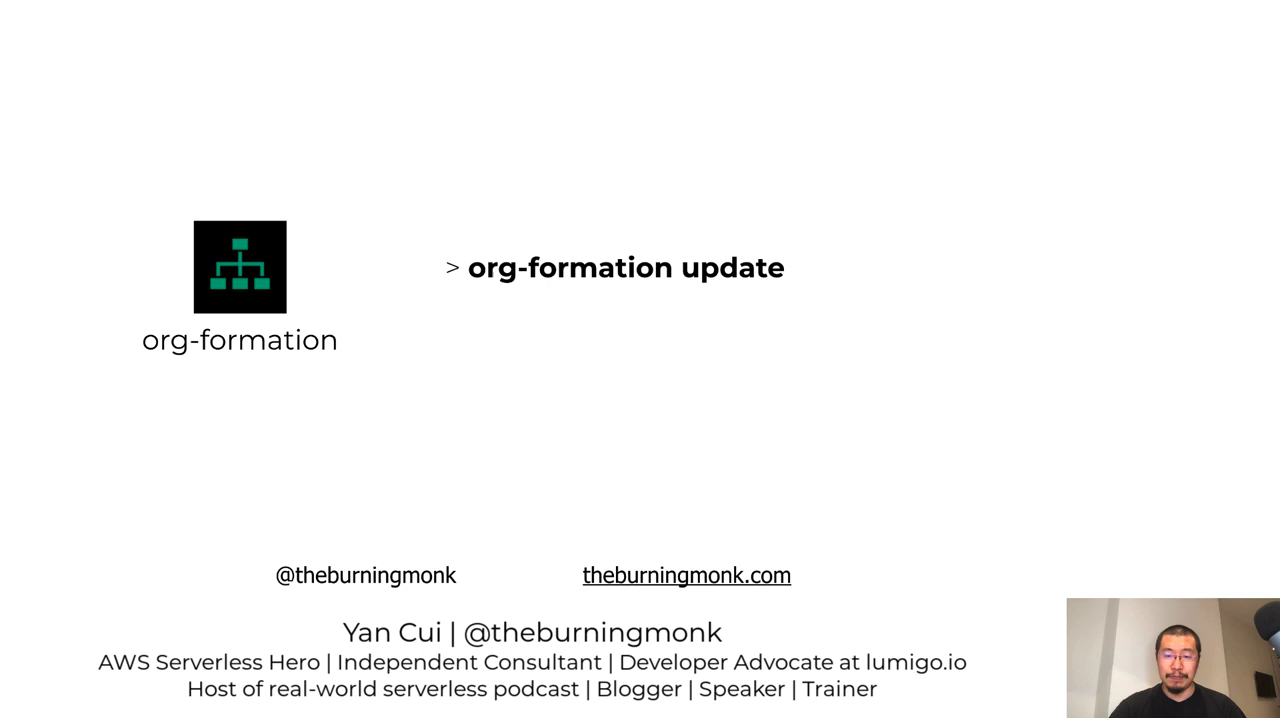 > org-formation update
org-formation
@theburningmonk
theburningmonk.com
Yan Cui | @theburningmonk
AWS Serverless Hero | Independent Consultant | Developer Advocate at lumigo.io
Host of real-world serverless podcast | Blogger | Speaker | Trainer